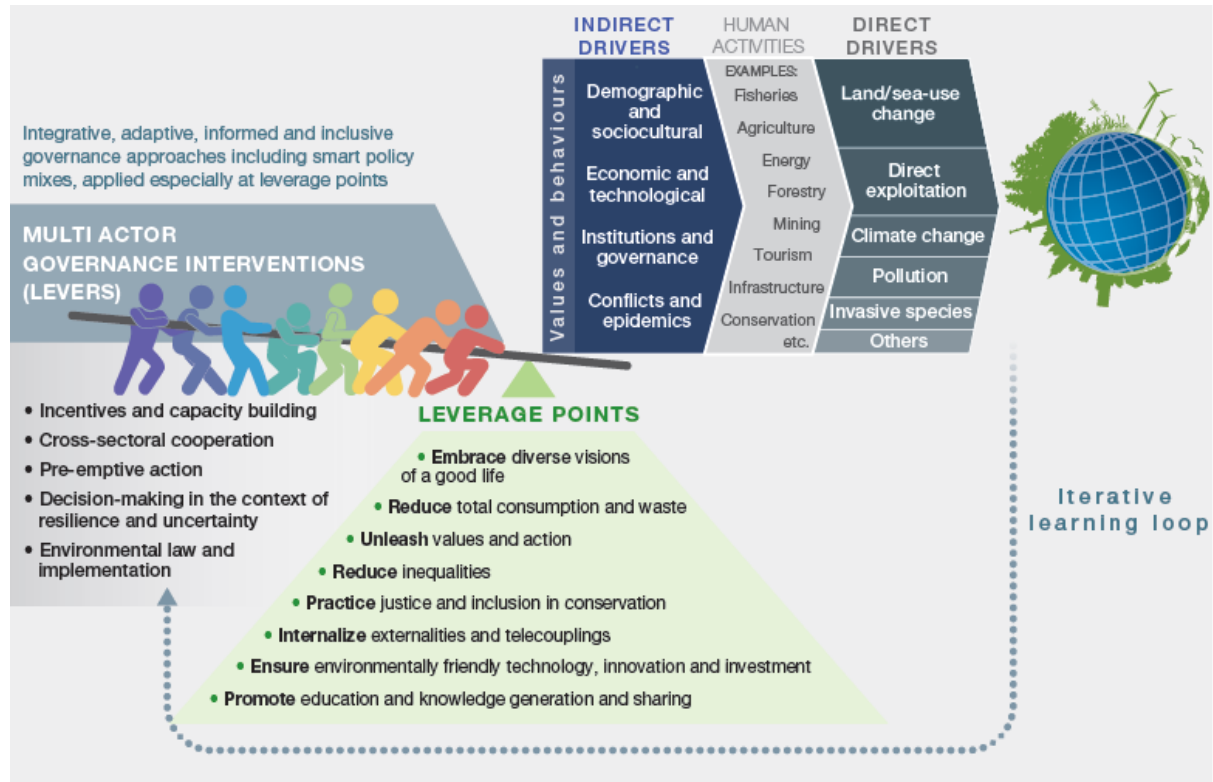 INDIRECT
DRIVERS
HUMAN
ACTIVITIES
DIRECT
DRIVERS
Values and behaviours
Demographic
and
sociocultural
Economic and
technological
Institutions and
governance
Conflicts and
epidemics
EXAMPLES:
Fisheries
Agriculture
Energy
Forestry
Mining
Tourism
Infrastructure
Conservation
etc.
Land/sea-use
change
Direct
exploitation
Climate change
Pollution
Invasive species
Others
Integrative, adaptive, informed and inclusive
governance approaches including smart policy
mixes, applied especially at leverage points
MULTI ACTOR
GOVERNANCE INTERVENTIONS
(LEVERS)
• Incentives and capacity building
• Cross-sectoral cooperation
• Pre-emptive action
• Decision-making in the context of
resilience and uncertainty
• Environmental law and
implementation
LEVERAGE POINTS
• Embrace diverse visions
of a good life
• Reduce total consumption and waste
• Unleash values and action
• Reduce inequalities
• Practice justice and inclusion in conservation
• Internalize externalities and telecouplings
• Ensure environmentally friendly technology, innovation and investment
• Promote education and knowledge generation and sharing
Iterative
learning loop